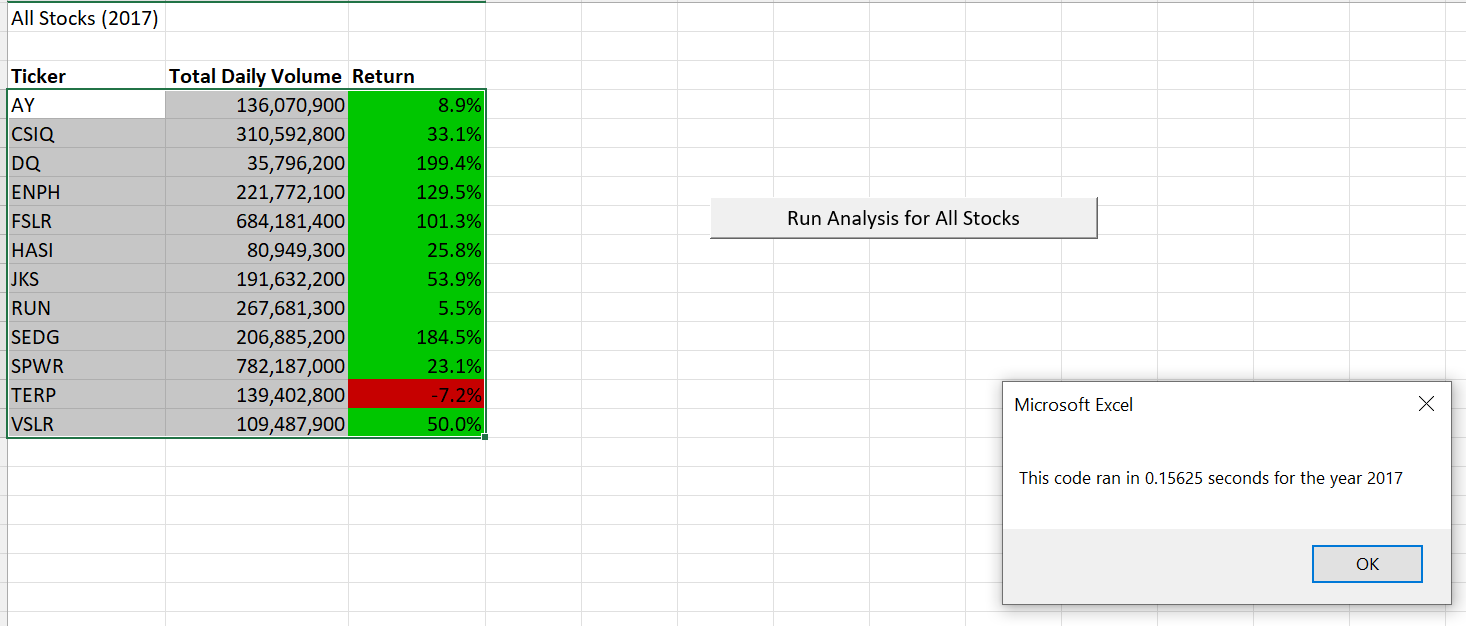 All Stocks (2017)
Ticker Total Daily Volume Return
AY 136,070,900 8.9%
CSIQ 310,592,800 33.1%
DQ 35,796,200 199.4%
ENPH 221,772,100 129.5%
FSLR 684,181,400 101.3%
HASI 80,949,300 25.8%
JKS 191,632,200 53.9%
RUN 267,681,300 5.5%
SEDG 206,885,200 184.5%
SPWR 782,187,000 23.1%
TERP 139,402,800 -7.2%
VSLR 109,487,900 50.0%
Run Analysis for All Stocks
Microsoft Excel
This code ran in 0.15625 seconds for the year 2017
OK